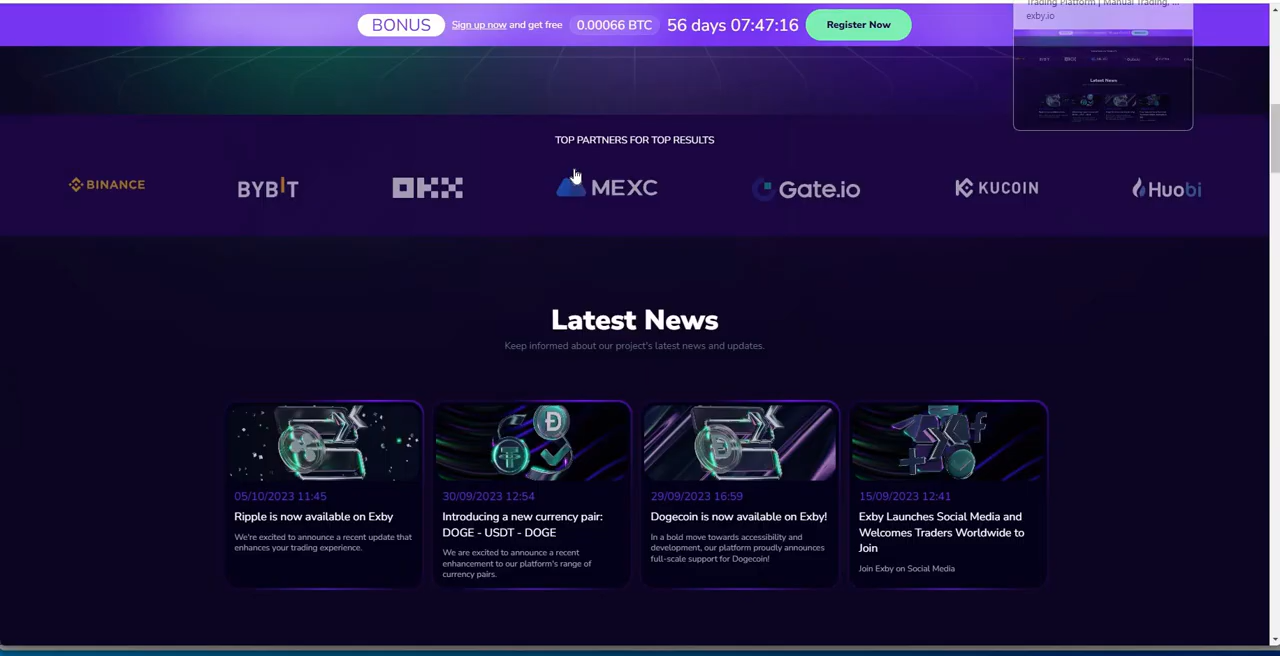 Trading Platform | Manual Trading, ...
exby.io
BONUS Sign up now and get free 0.00066 BTC 56 days 07:47:16 Register Now
TOP PARTNERS FOR TOP RESULTS
BINANCE BYBIT OKX MEXC Gate.io KUCOIN Huobi
Latest News
Keep informed about our project's latest news and updates.
05/10/2023 11:45
Ripple is now available on Exby
We're excited to announce a recent update that
enhances your trading experience.
30/09/2023 12:54
Introducing a new currency pair:
DOGE - USDT - DOGE
We are excited to announce a recent
enhancement to our platform's range of
currency pairs.
29/09/2023 16:59
Dogecoin is now available on Exby!
In a bold move towards accessibility and
development, our platform proudly announces
full-scale support for Dogecoin!
15/09/2023 12:41
Exby Launches Social Media and
Welcomes Traders Worldwide to
Join
Join Exby on Social Media